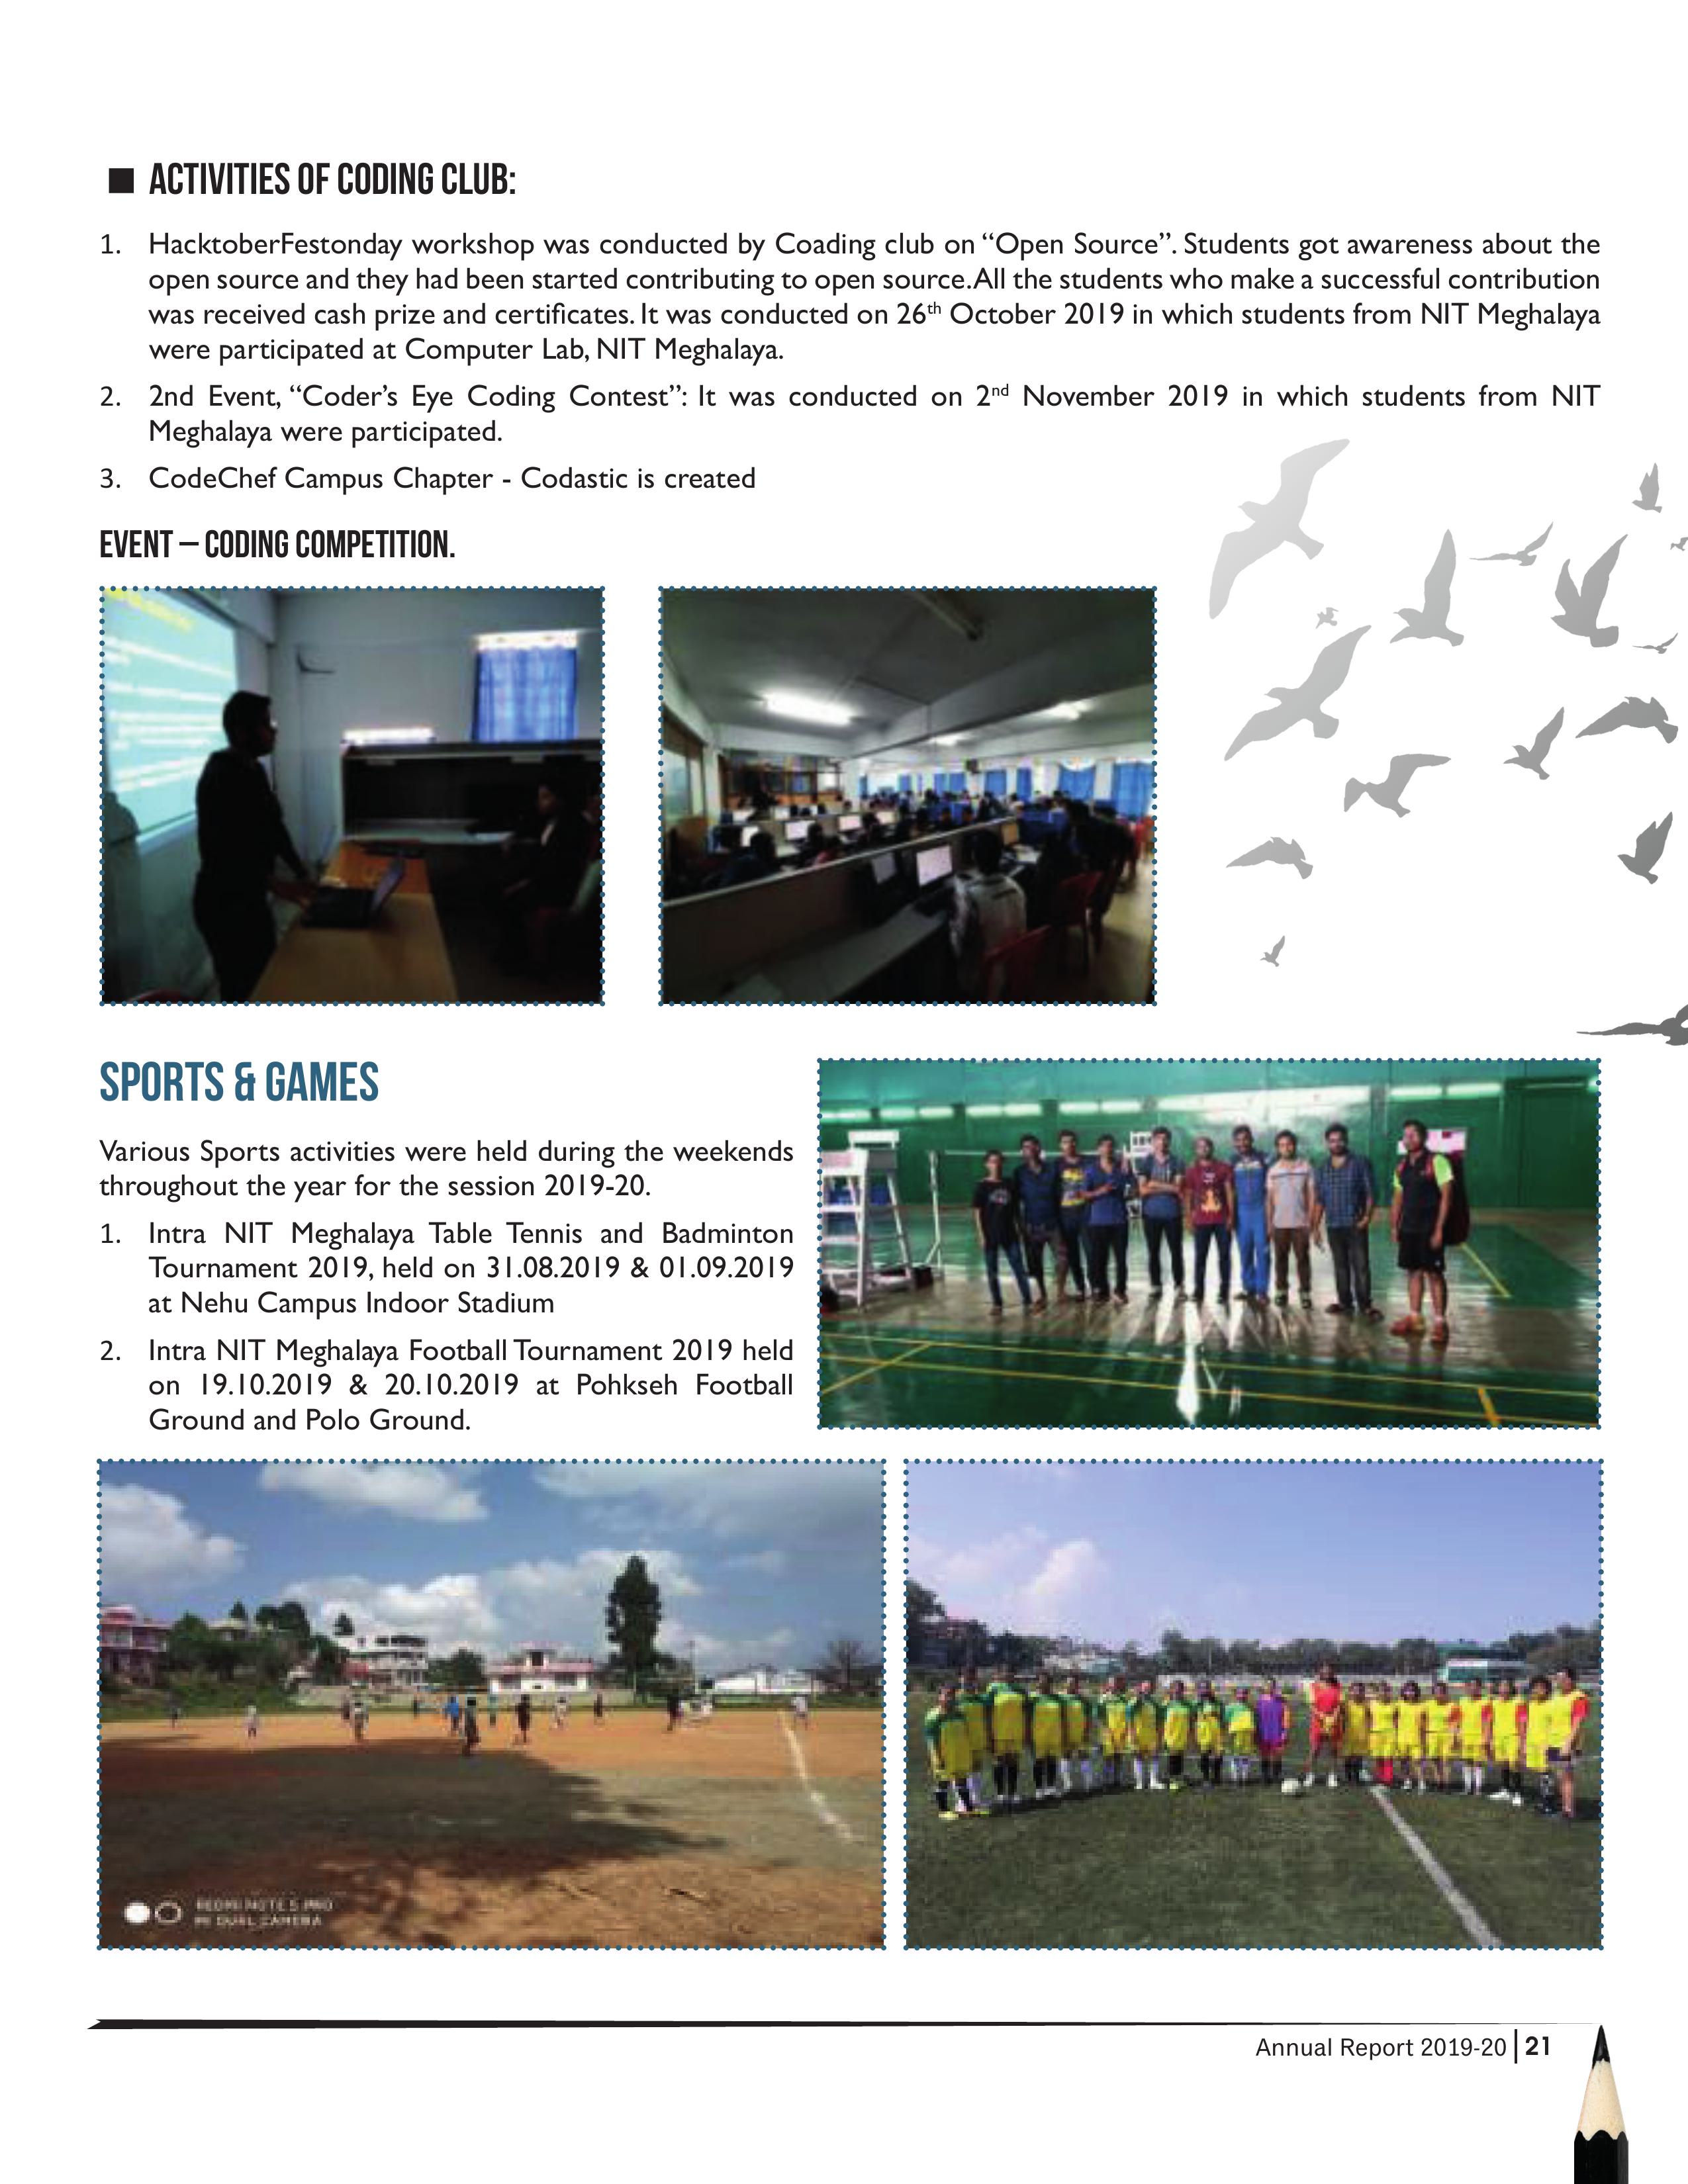 ■ ACTIVITIES OF CODING CLUB:
1. HacktoberFestonday workshop was conducted by Coading club on “Open Source”. Students got awareness about the
open source and they had been started contributing to open source. All the students who make a successful contribution
was received cash prize and certificates. It was conducted on 26th October 2019 in which students from NIT Meghalaya
were participated at Computer Lab, NIT Meghalaya.
2. 2nd Event, “Coder’s Eye Coding Contest”: It was conducted on 2nd November 2019 in which students from NIT
Meghalaya were participated.
3. CodeChef Campus Chapter - Codastic is created
EVENT – CODING COMPETITION.
SPORTS & GAMES
Various Sports activities were held during the weekends
throughout the year for the session 2019-20.
1. Intra NIT Meghalaya Table Tennis and Badminton
Tournament 2019, held on 31.08.2019 & 01.09.2019
at Nehu Campus Indoor Stadium
2. Intra NIT Meghalaya Football Tournament 2019 held
on 19.10.2019 & 20.10.2019 at Pohkseh Football
Ground and Polo Ground.
REDMI NOTE 5 PRO
MI DUAL CAMERA
Annual Report 2019-20 | 21